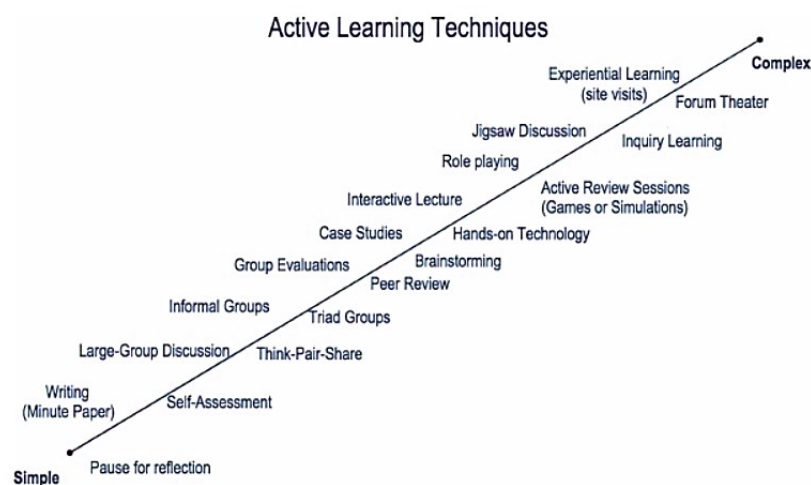 Active Learning Techniques
Complex
Experiential Learning
(site visits)
Forum Theater
Jigsaw Discussion
Inquiry Learning
Role playing
Active Review Sessions
(Games or Simulations)
Interactive Lecture
Hands-on Technology
Case Studies
Brainstorming
Group Evaluations
Peer Review
Informal Groups
Triad Groups
Large-Group Discussion
Think-Pair-Share
Writing
(Minute Paper)
Self-Assessment
Pause for reflection
Simple